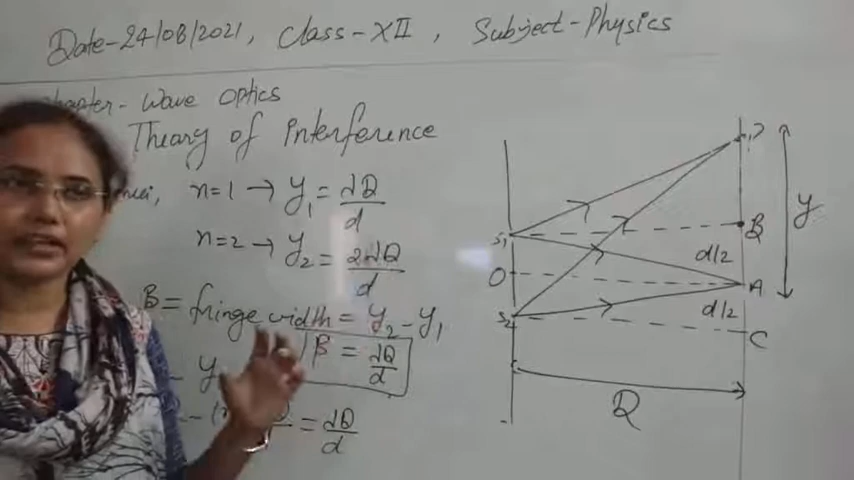 Date-24/08/2021, Class-XII, Subject-Physics
Chapter- Wave Optics
Theory of Interference
n=1 → y₁ = λD/d
n=2 → y₂ = 2λD/d
β = fringe width = y₂ - y₁
β = λD/d
y
= λD/d
P
S₁
B
y
d/2
O
A
d/2
S₂
C
D